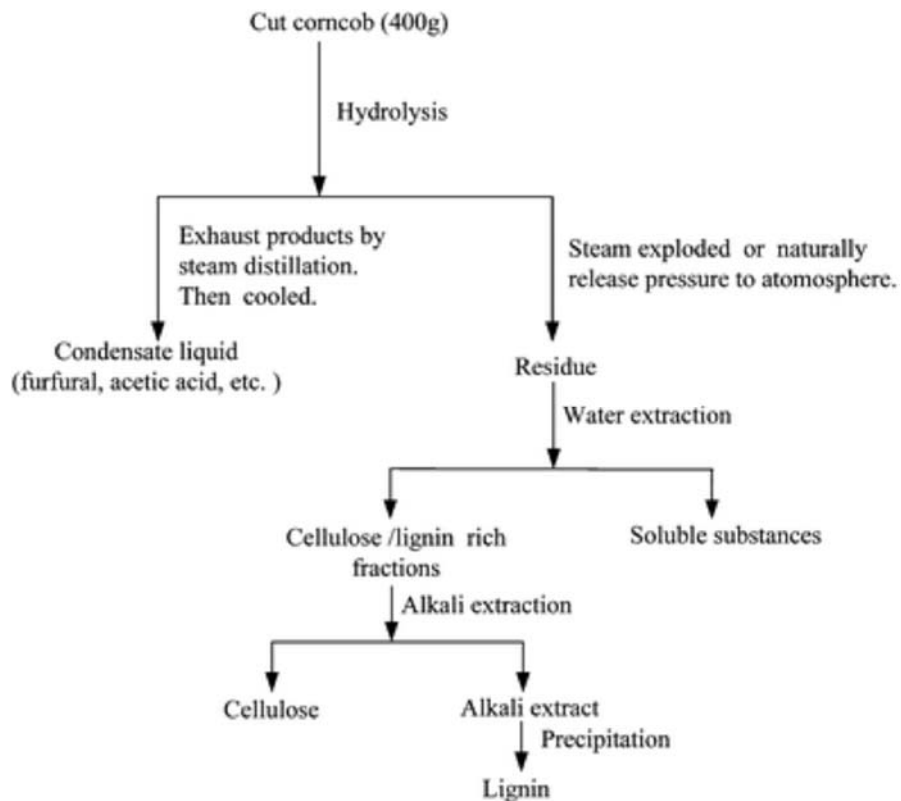 Cut corncob (400g)
Hydrolysis
Exhaust products by
steam distillation.
Then cooled.
Steam exploded or naturally
release pressure to atomosphere.
Condensate liquid
(furfural, acetic acid, etc. )
Residue
Water extraction
Cellulose /lignin rich
fractions
Soluble substances
Alkali extraction
Cellulose
Alkali extract
Precipitation
Lignin